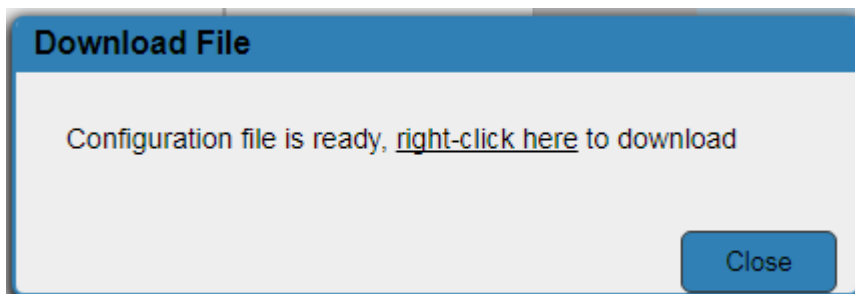 Download File
Configuration file is ready, right-click here to download
Close